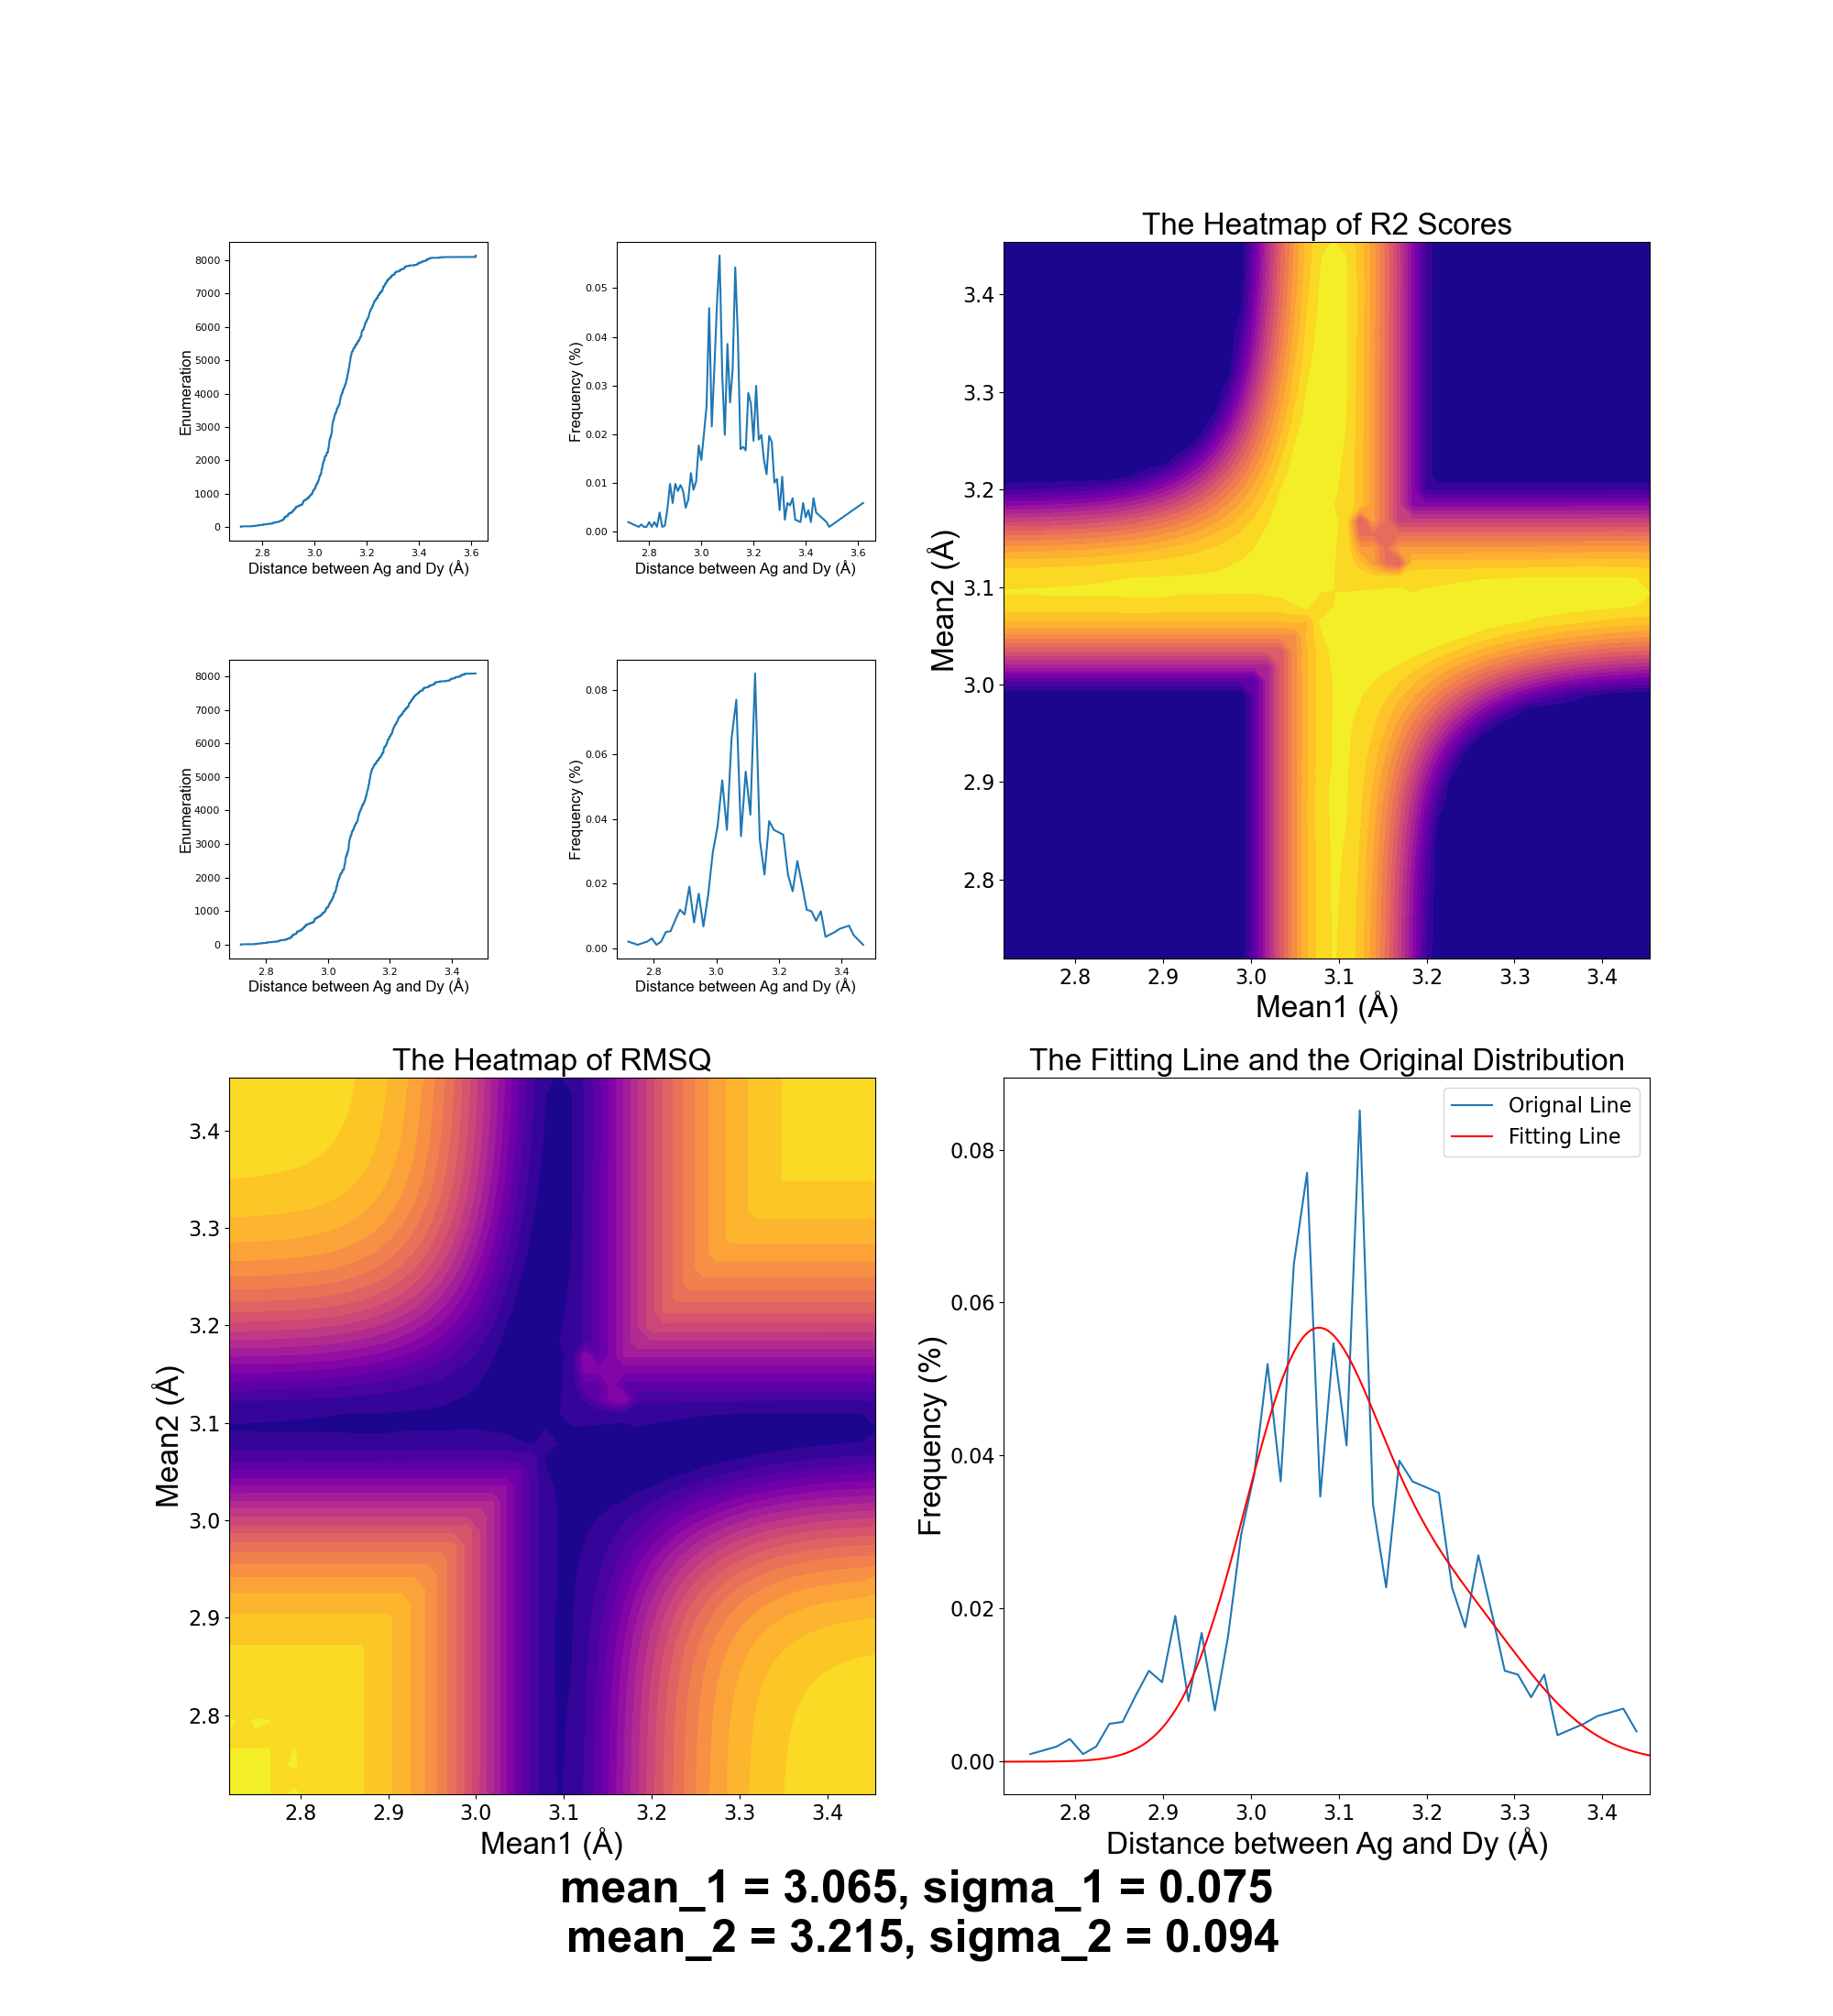 8000
7000
6000
5000
4000
3000
2000
1000
0
Enumeration
2.8 3.0 3.2 3.4 3.6
Distance between Ag and Dy (Å)
0.05
0.04
0.03
0.02
0.01
0.00
Frequency (%)
2.8 3.0 3.2 3.4 3.6
Distance between Ag and Dy (Å)
The Heatmap of R2 Scores
3.4
3.3
3.2
3.1
3.0
2.9
2.8
Mean2 (Å)
2.8 2.9 3.0 3.1 3.2 3.3 3.4
Mean1 (Å)
8000
7000
6000
5000
4000
3000
2000
1000
0
Enumeration
2.8 3.0 3.2 3.4
Distance between Ag and Dy (Å)
0.08
0.06
0.04
0.02
0.00
Frequency (%)
2.8 3.0 3.2 3.4
Distance between Ag and Dy (Å)
The Heatmap of RMSQ
3.4
3.3
3.2
3.1
3.0
2.9
2.8
Mean2 (Å)
2.8 2.9 3.0 3.1 3.2 3.3 3.4
Mean1 (Å)
The Fitting Line and the Original Distribution
Orignal Line
Fitting Line
0.08
0.06
0.04
0.02
0.00
Frequency (%)
2.8 2.9 3.0 3.1 3.2 3.3 3.4
Distance between Ag and Dy (Å)
mean_1 = 3.065, sigma_1 = 0.075
mean_2 = 3.215, sigma_2 = 0.094